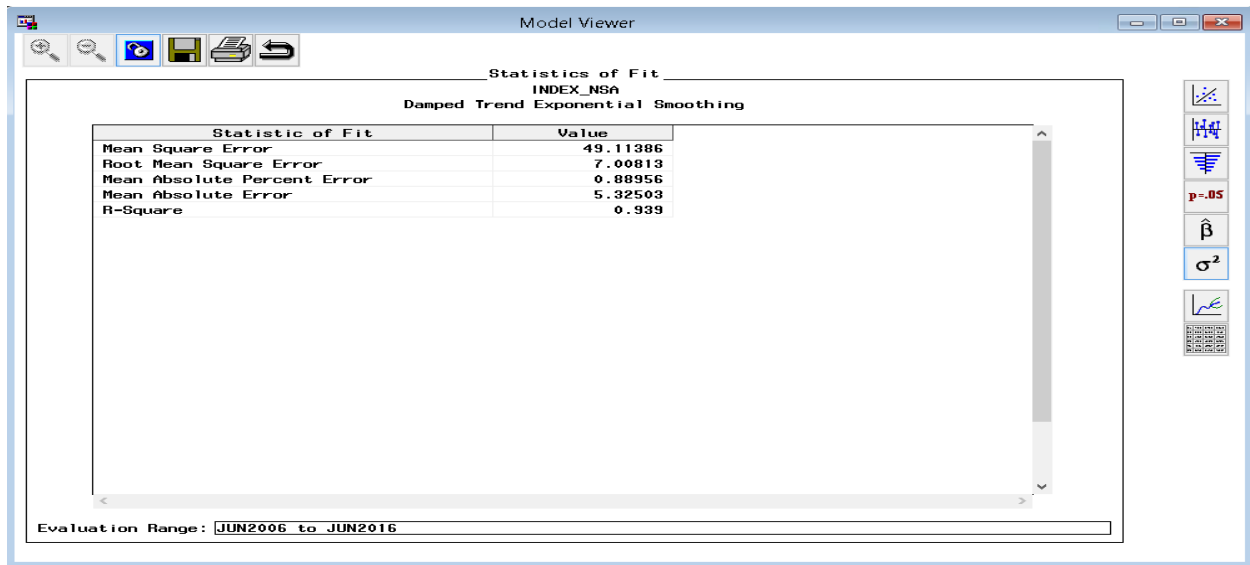 Model Viewer
Statistics of Fit
INDEX_NSA
Damped Trend Exponential Smoothing
Statistic of Fit Value
Mean Square Error 49.11386
Root Mean Square Error 7.00813
Mean Absolute Percent Error 0.88956
Mean Absolute Error 5.32503
R-Square 0.939
p=.05
β̂
σ²
Evaluation Range: JUN2006 to JUN2016